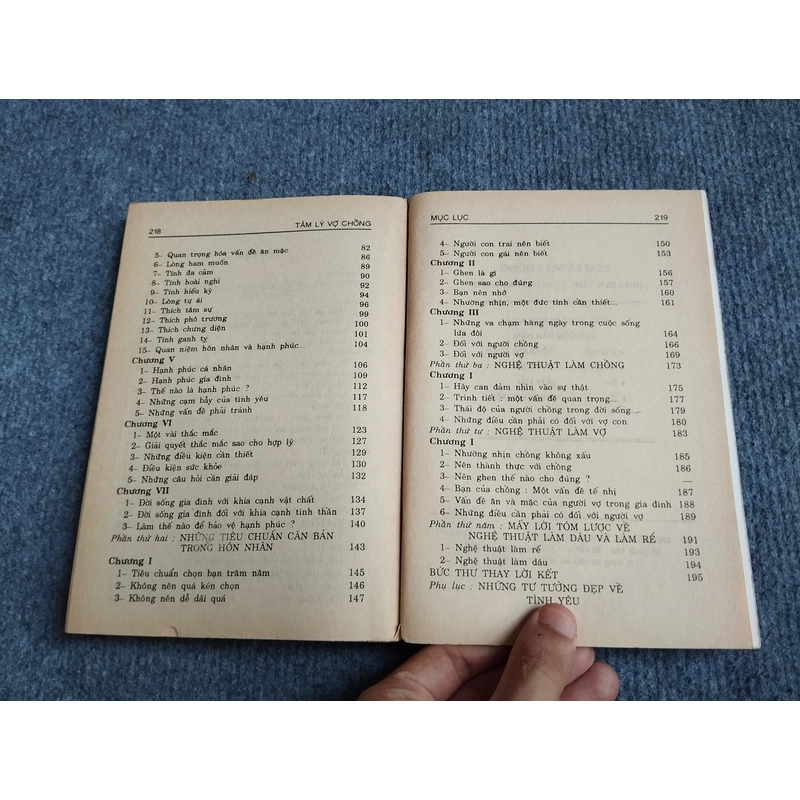 218 TÂM LÝ VỢ CHỒNG
5- Quan trọng hóa vấn đề ăn mặc 82
6- Lòng ham muốn 86
7- Tính đa cảm 89
8- Tính hoài nghi 90
9- Tính hiếu kỳ 92
10- Lòng tự ái 94
11- Thích tâm sự 96
12- Thích phô trương 99
13- Thích chưng diện 100
14- Tính ganh tỵ 101
15- Quan niệm hôn nhân và hạnh phúc... 104
Chương V
1- Hạnh phúc cá nhân 106
2- Hạnh phúc gia đình 109
3- Thế nào là hạnh phúc ? 112
4- Những cạm bẫy của tình yêu 117
5- Những vấn đề phải tránh 118
Chương VI
1- Một vài thắc mắc 123
2- Giải quyết thắc mắc sao cho hợp lý 127
3- Những điều kiện cần thiết 129
4- Điều kiện sức khỏe 130
5- Những câu hỏi cần giải đáp 132
Chương VII
1- Đời sống gia đình với khía cạnh vật chất 134
2- Đời sống gia đình đối với khía cạnh tinh thần 137
3- Làm thế nào để bảo vệ hạnh phúc ? 140
Phần thứ hai : NHỮNG TIÊU CHUẨN CĂN BẢN
TRONG HÔN NHÂN 143
Chương I
1- Tiêu chuẩn chọn bạn trăm năm 145
2- Không nên quá kén chọn 146
3- Không nên dễ dãi quá 147
MỤC LỤC 219
4- Người con trai nên biết 150
5- Người con gái nên biết 153
Chương II
1- Ghen là gì 156
2- Ghen sao cho đúng 157
3- Bạn nên nhớ 160
4- Nhường nhịn, một đức tính cần thiết... 161
Chương III
1- Những va chạm hàng ngày trong cuộc sống
lứa đôi 164
2- Đối với người chồng 166
3- Đối với người vợ 169
Phần thứ ba : NGHỆ THUẬT LÀM CHỒNG 173
Chương I
1- Hãy can đảm nhìn vào sự thật 175
2- Trinh tiết : một vấn đề quan trọng... 177
3- Thái độ của người chồng trong đời sống.... 179
4- Những điều cần phải có đối với vợ con 180
Phần thứ tư : NGHỆ THUẬT LÀM VỢ 183
Chương I
1- Nhường nhịn chồng không xấu 185
2- Nên thành thực với chồng 186
3- Nên ghen thế nào cho đúng ? —
4- Bạn của chồng : Một vấn đề tế nhị 187
5- Vấn đề ăn và mặc của người vợ trong gia đình 188
6- Những điều cần phải có đối với người vợ 189
Phần thứ năm : MẤY LỜI TÓM LƯỢC VỀ
NGHỆ THUẬT LÀM DÂU VÀ LÀM RỂ 191
1- Nghệ thuật làm rể 193
2- Nghệ thuật làm dâu 194
BỨC THƯ THAY LỜI KẾT 195
Phụ lục : NHỮNG TƯ TƯỞNG ĐẸP VỀ
TÌNH YÊU